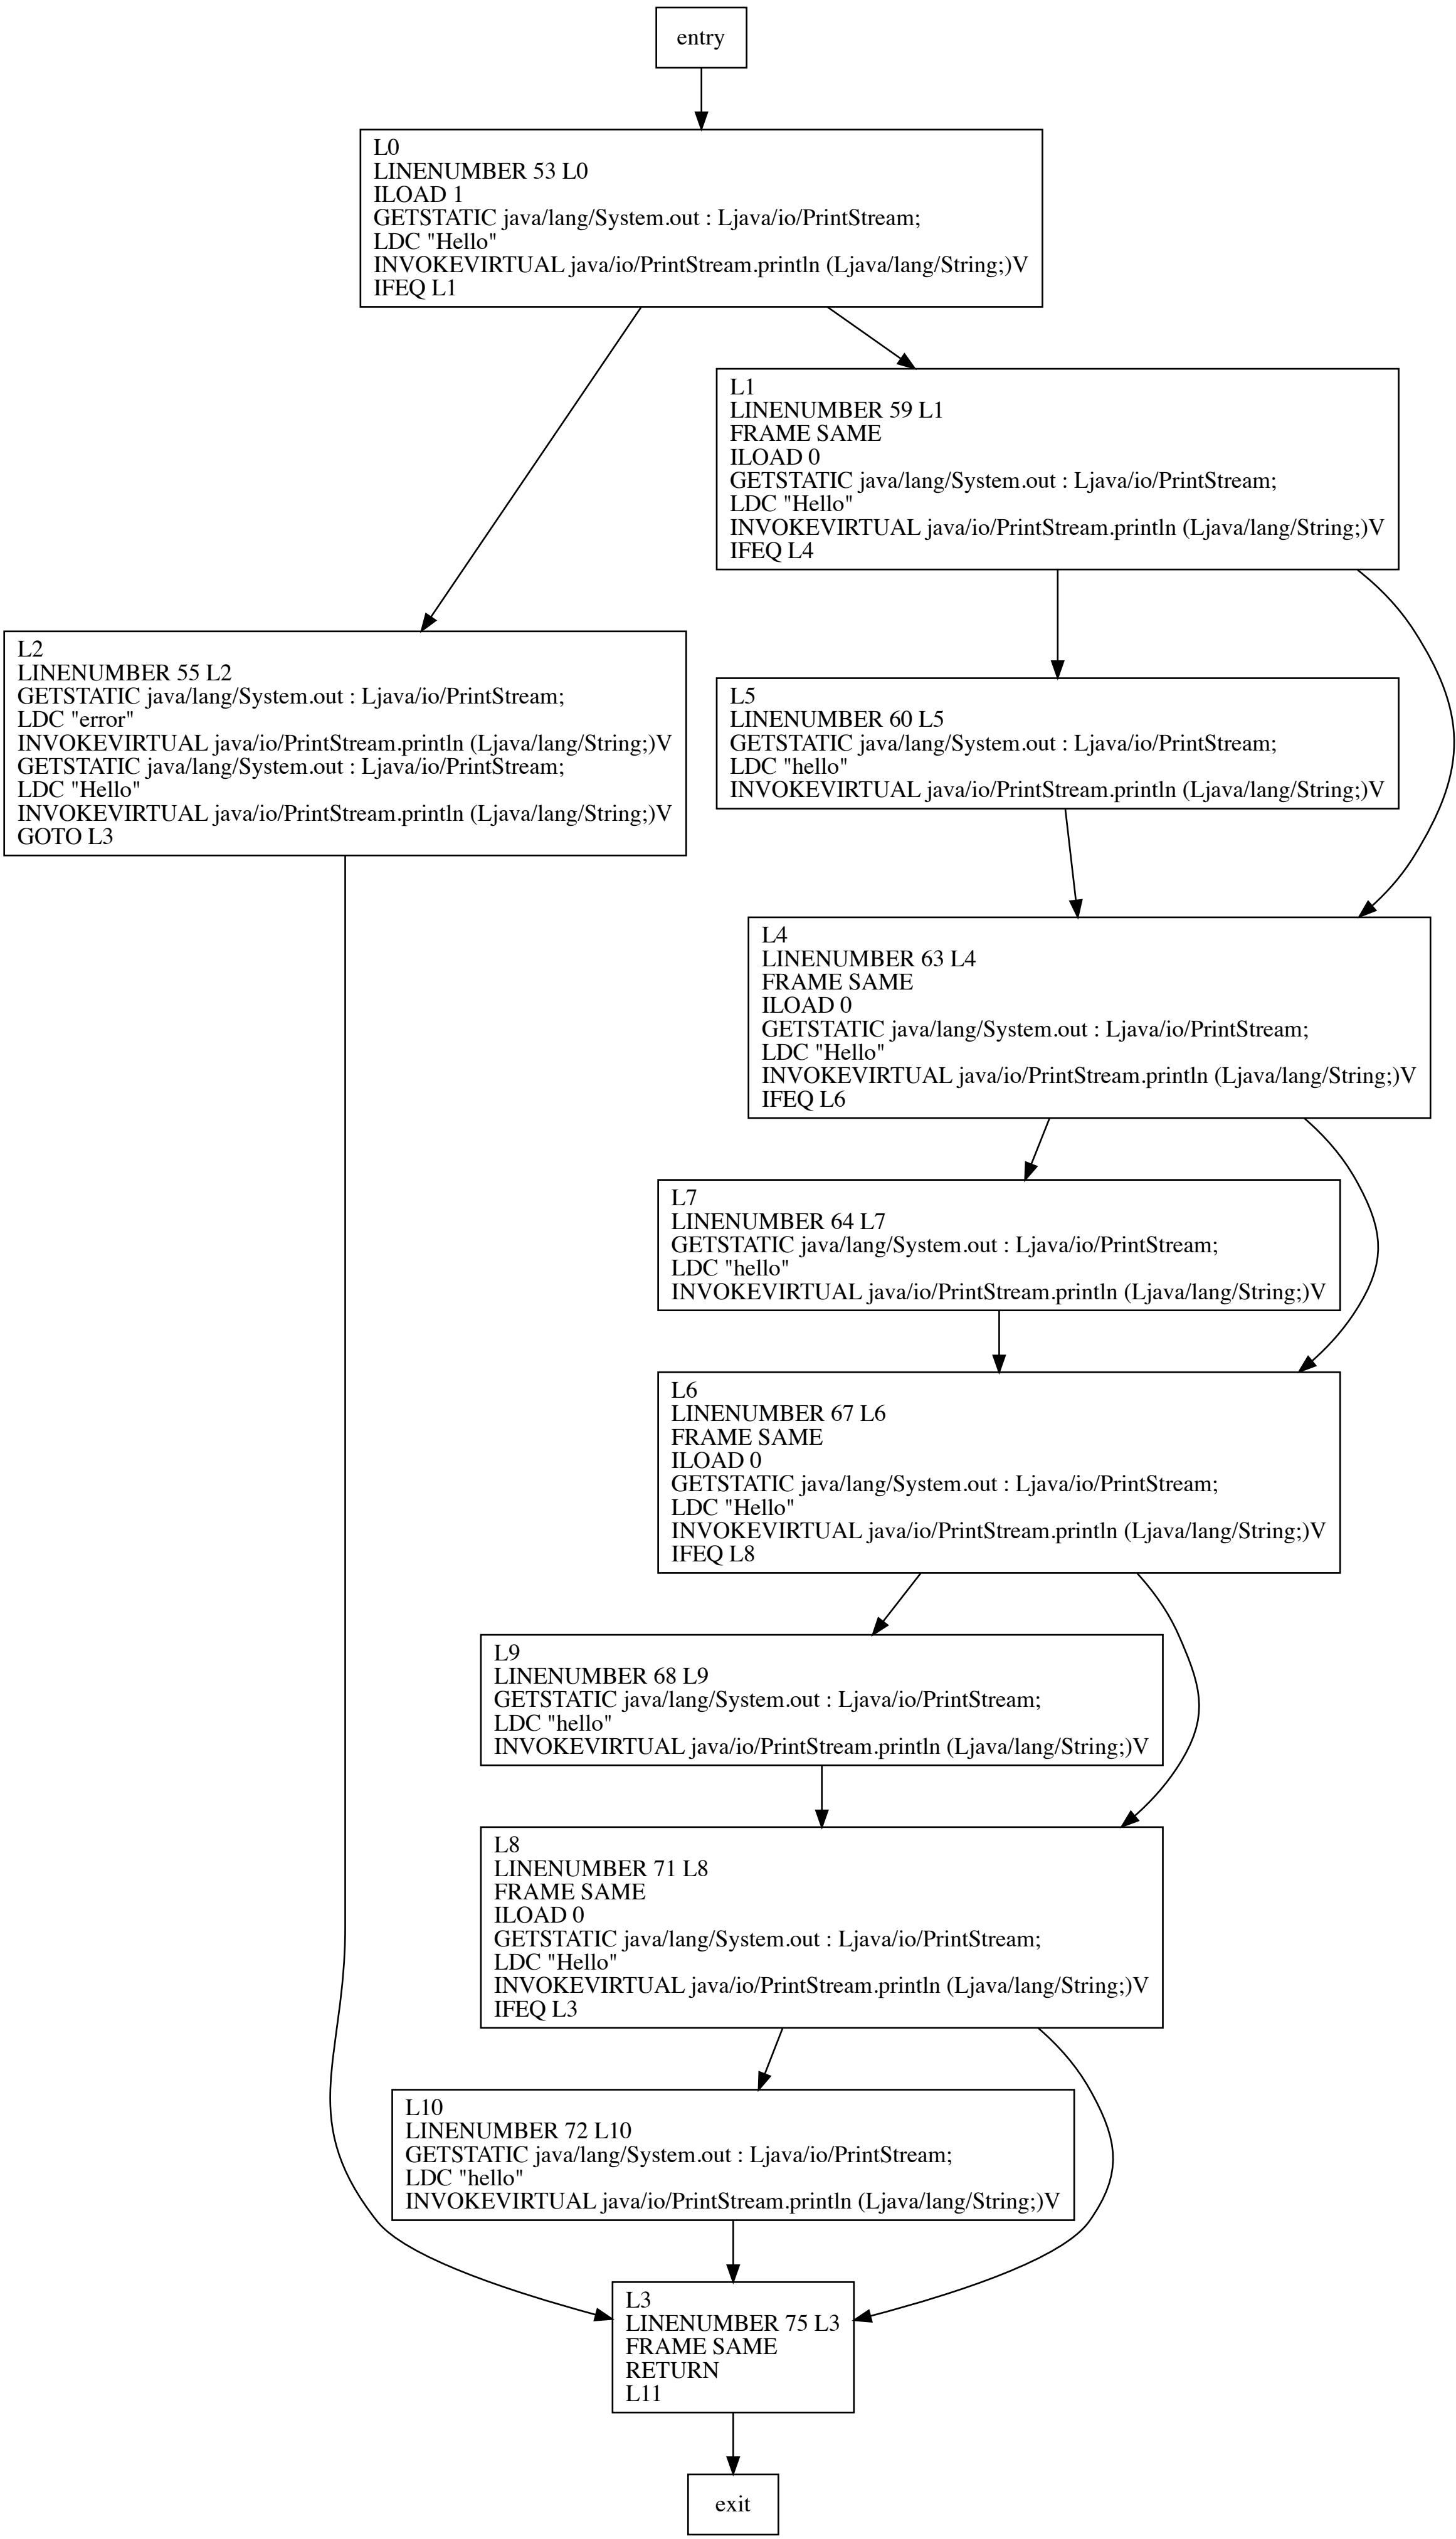 entry
L0
LINENUMBER 53 L0
ILOAD 1
GETSTATIC java/lang/System.out : Ljava/io/PrintStream;
LDC "Hello"
INVOKEVIRTUAL java/io/PrintStream.println (Ljava/lang/String;)V
IFEQ L1
L1
LINENUMBER 59 L1
FRAME SAME
ILOAD 0
GETSTATIC java/lang/System.out : Ljava/io/PrintStream;
LDC "Hello"
INVOKEVIRTUAL java/io/PrintStream.println (Ljava/lang/String;)V
IFEQ L4
L2
LINENUMBER 55 L2
GETSTATIC java/lang/System.out : Ljava/io/PrintStream;
LDC "error"
INVOKEVIRTUAL java/io/PrintStream.println (Ljava/lang/String;)V
GETSTATIC java/lang/System.out : Ljava/io/PrintStream;
LDC "Hello"
INVOKEVIRTUAL java/io/PrintStream.println (Ljava/lang/String;)V
GOTO L3
L5
LINENUMBER 60 L5
GETSTATIC java/lang/System.out : Ljava/io/PrintStream;
LDC "hello"
INVOKEVIRTUAL java/io/PrintStream.println (Ljava/lang/String;)V
L4
LINENUMBER 63 L4
FRAME SAME
ILOAD 0
GETSTATIC java/lang/System.out : Ljava/io/PrintStream;
LDC "Hello"
INVOKEVIRTUAL java/io/PrintStream.println (Ljava/lang/String;)V
IFEQ L6
L7
LINENUMBER 64 L7
GETSTATIC java/lang/System.out : Ljava/io/PrintStream;
LDC "hello"
INVOKEVIRTUAL java/io/PrintStream.println (Ljava/lang/String;)V
L6
LINENUMBER 67 L6
FRAME SAME
ILOAD 0
GETSTATIC java/lang/System.out : Ljava/io/PrintStream;
LDC "Hello"
INVOKEVIRTUAL java/io/PrintStream.println (Ljava/lang/String;)V
IFEQ L8
L9
LINENUMBER 68 L9
GETSTATIC java/lang/System.out : Ljava/io/PrintStream;
LDC "hello"
INVOKEVIRTUAL java/io/PrintStream.println (Ljava/lang/String;)V
L8
LINENUMBER 71 L8
FRAME SAME
ILOAD 0
GETSTATIC java/lang/System.out : Ljava/io/PrintStream;
LDC "Hello"
INVOKEVIRTUAL java/io/PrintStream.println (Ljava/lang/String;)V
IFEQ L3
L10
LINENUMBER 72 L10
GETSTATIC java/lang/System.out : Ljava/io/PrintStream;
LDC "hello"
INVOKEVIRTUAL java/io/PrintStream.println (Ljava/lang/String;)V
L3
LINENUMBER 75 L3
FRAME SAME
RETURN
L11
exit